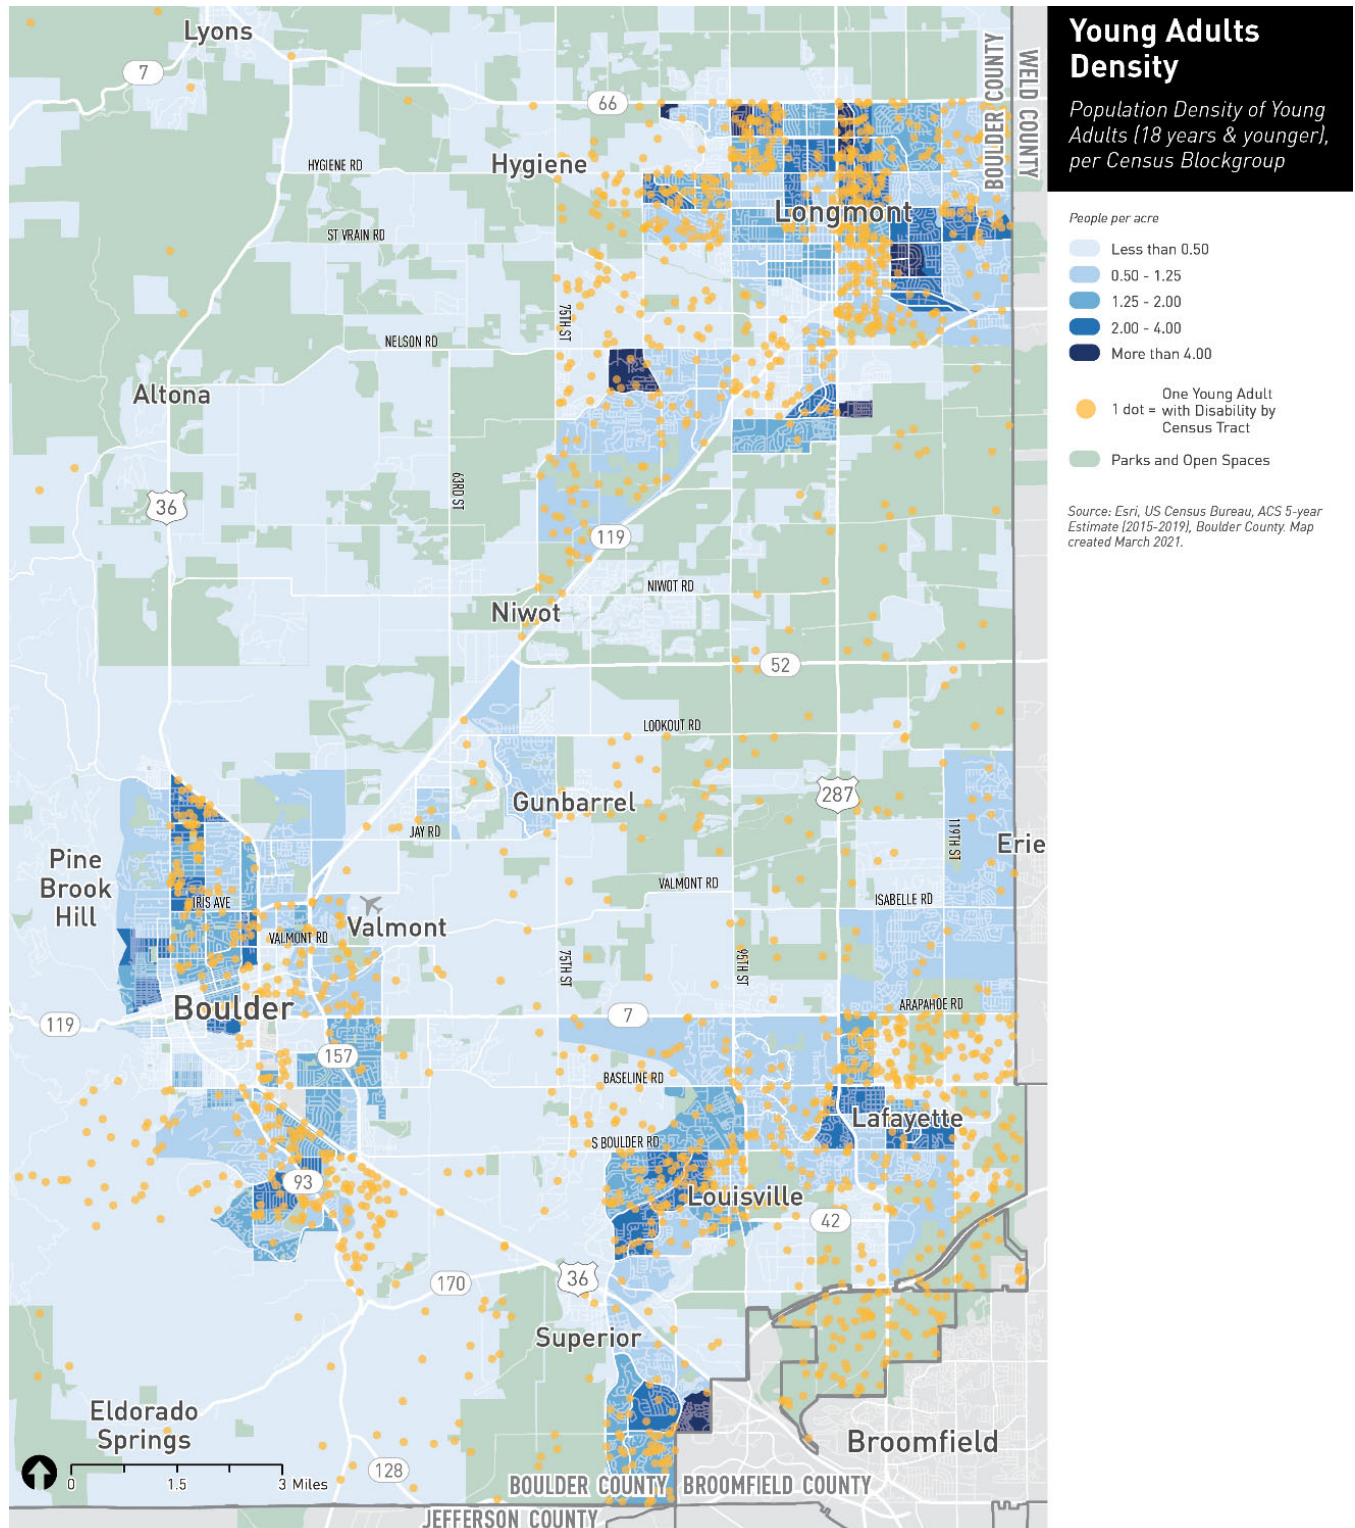 Young Adults
Density
Population Density of Young
Adults (18 years & younger),
per Census Blockgroup
People per acre
Less than 0.50
0.50 - 1.25
1.25 - 2.00
2.00 - 4.00
More than 4.00
1 dot = One Young Adult
with Disability by
Census Tract
Parks and Open Spaces
Source: Esri, US Census Bureau, ACS 5-year
Estimate (2015-2019), Boulder County. Map
created March 2021.
Lyons
7
66
BOULDER COUNTY
WELD COUNTY
HYGIENE RD
Hygiene
Longmont
ST VRAIN RD
75TH ST
NELSON RD
Altona
63RD ST
36
119
NIWOT RD
Niwot
52
LOOKOUT RD
287
Gunbarrel
JAY RD
119TH ST
Erie
Pine
Brook
Hill
VALMONT RD
IRIS AVE
ISABELLE RD
Valmont
VALMONT RD
75TH ST
95TH ST
Boulder
ARAPAHOE RD
119
7
157
BASELINE RD
Lafayette
S BOULDER RD
93
Louisville
42
170
36
Superior
Eldorado
Springs
Broomfield
128
0 1.5 3 Miles
BOULDER COUNTY
BROOMFIELD COUNTY
JEFFERSON COUNTY